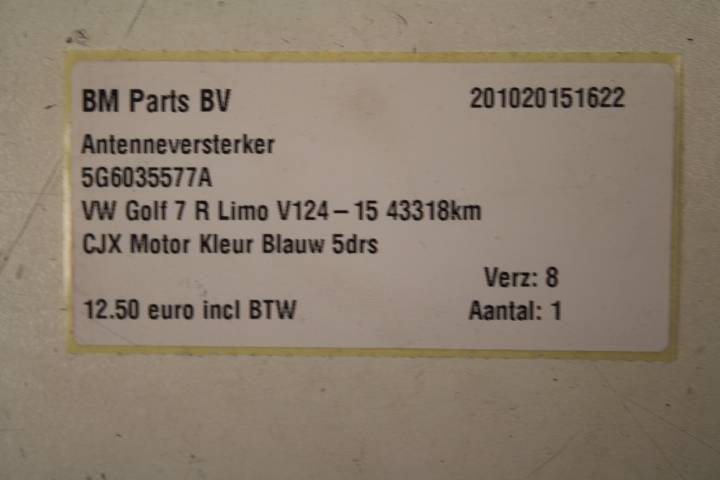 BM Parts BV 201020151622
Antenneversterker
5G6035577A
VW Golf 7 R Limo V124-15 43318km
CJX Motor Kleur Blauw 5drs
Verz: 8
12.50 euro incl BTW Aantal: 1